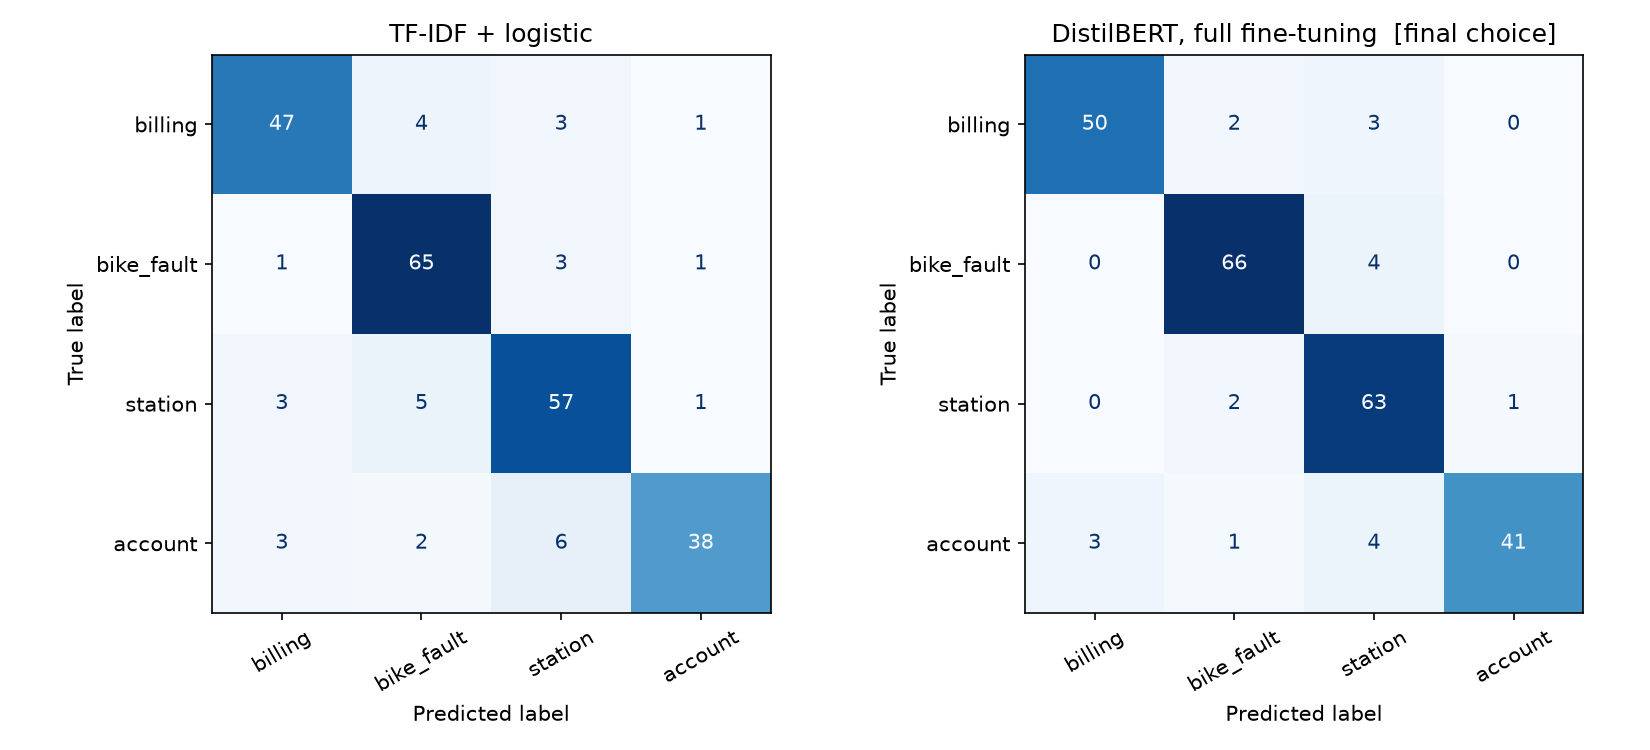 TF-IDF + logistic
True label
billing 47 4 3 1
bike_fault 1 65 3 1
station 3 5 57 1
account 3 2 6 38
billing bike_fault station account
Predicted label
DistilBERT, full fine-tuning [final choice]
True label
billing 50 2 3 0
bike_fault 0 66 4 0
station 0 2 63 1
account 3 1 4 41
billing bike_fault station account
Predicted label